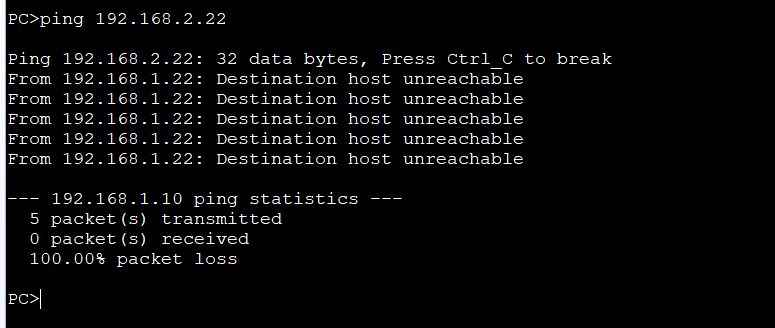 PC>ping 192.168.2.22
Ping 192.168.2.22: 32 data bytes, Press Ctrl_C to break
From 192.168.1.22: Destination host unreachable
From 192.168.1.22: Destination host unreachable
From 192.168.1.22: Destination host unreachable
From 192.168.1.22: Destination host unreachable
From 192.168.1.22: Destination host unreachable
--- 192.168.1.10 ping statistics ---
  5 packet(s) transmitted
  0 packet(s) received
  100.00% packet loss
PC>